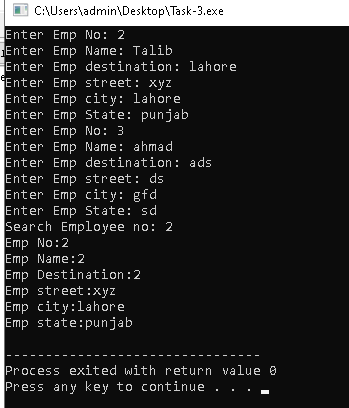 C:\Users\admin\Desktop\Task-3.exe
Enter Emp No: 2
Enter Emp Name: Talib
Enter Emp destination: lahore
Enter Emp street: xyz
Enter Emp city: lahore
Enter Emp State: punjab
Enter Emp No: 3
Enter Emp Name: ahmad
Enter Emp destination: ads
Enter Emp street: ds
Enter Emp city: gfd
Enter Emp State: sd
Search Employee no: 2
Emp No:2
Emp Name:2
Emp Destination:2
Emp street:xyz
Emp city:lahore
Emp state:punjab
--------------------------------
Process exited with return value 0
Press any key to continue . . .